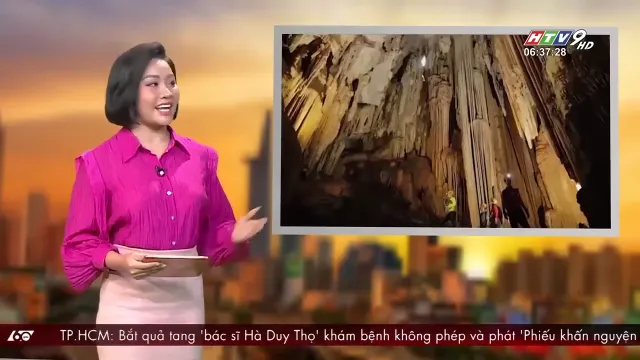 HTV9 HD
06:37:28
60
TP.HCM: Bắt quả tang 'bác sĩ Hà Duy Thọ' khám bệnh không phép và phát 'Phiếu khấn nguyện